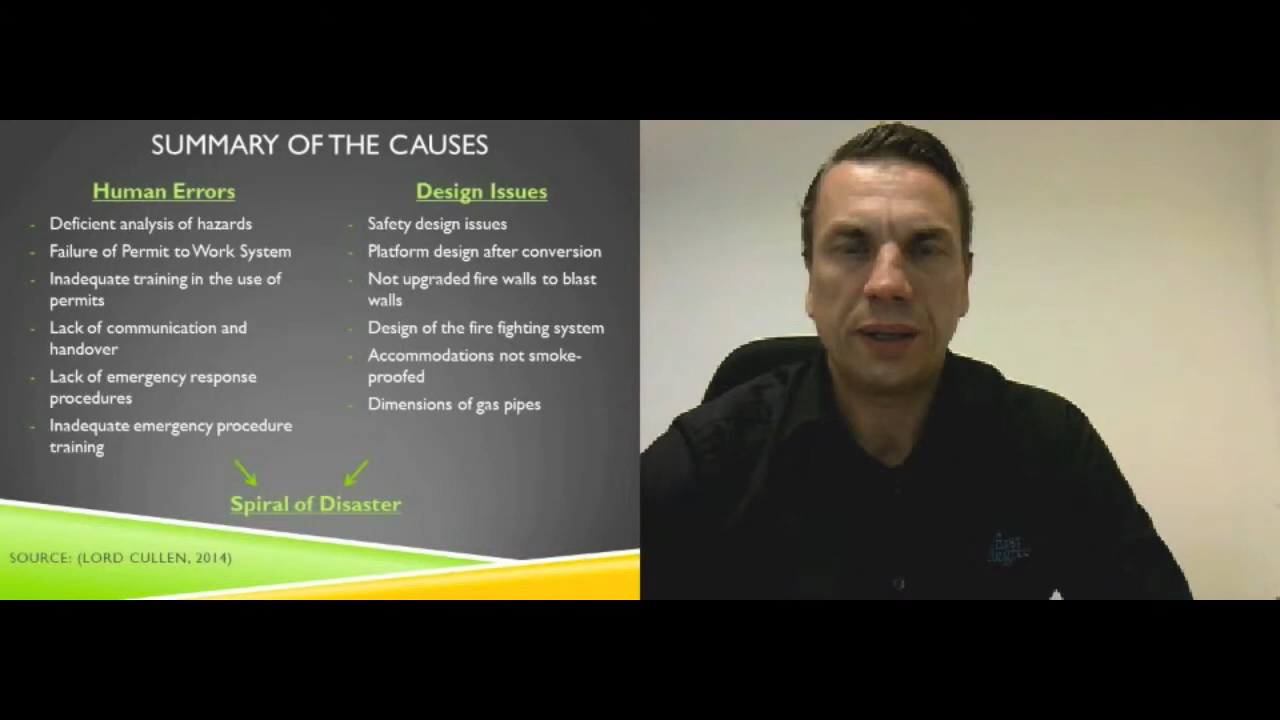 SUMMARY OF THE CAUSES
Human Errors
- Deficient analysis of hazards
- Failure of Permit to Work System
- Inadequate training in the use of
permits
- Lack of communication and
handover
- Lack of emergency response
procedures
- Inadequate emergency procedure
training
Design Issues
- Safety design issues
- Platform design after conversion
- Not upgraded fire walls to blast
walls
- Design of the fire fighting system
- Accommodations not smoke-
proofed
- Dimensions of gas pipes
Spiral of Disaster
SOURCE: (LORD CULLEN, 2014)